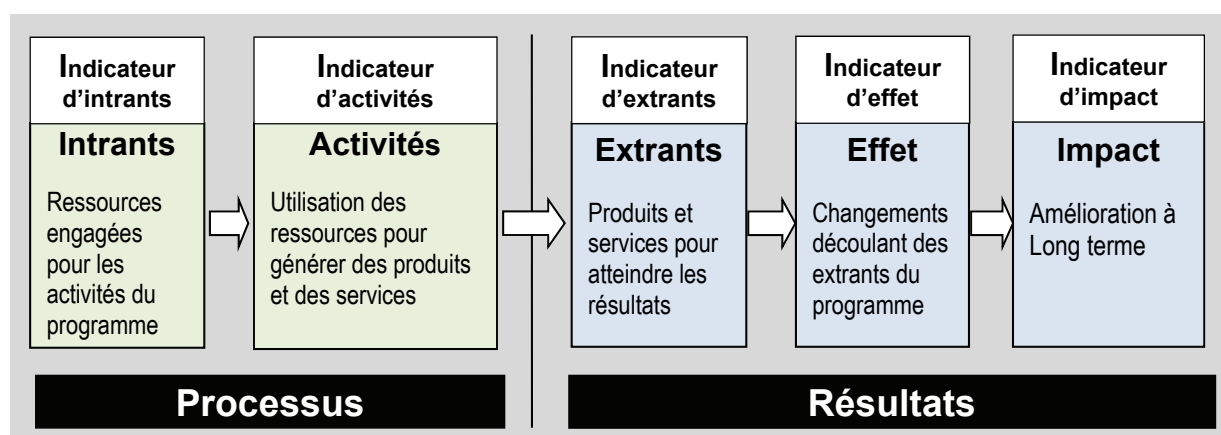 Indicateur
d'intrants
Intrants
Ressources
engagées
pour les
activités du
programme
Indicateur
d'activités
Activités
Utilisation des
ressources pour
générer des produits
et des services
Indicateur
d'extrants
Extrants
Produits et
services pour
atteindre les
résultats
Indicateur
d'effet
Effet
Changements
découlant des
extrants du
programme
Indicateur
d'impact
Impact
Amélioration à
Long terme
Processus
Résultats